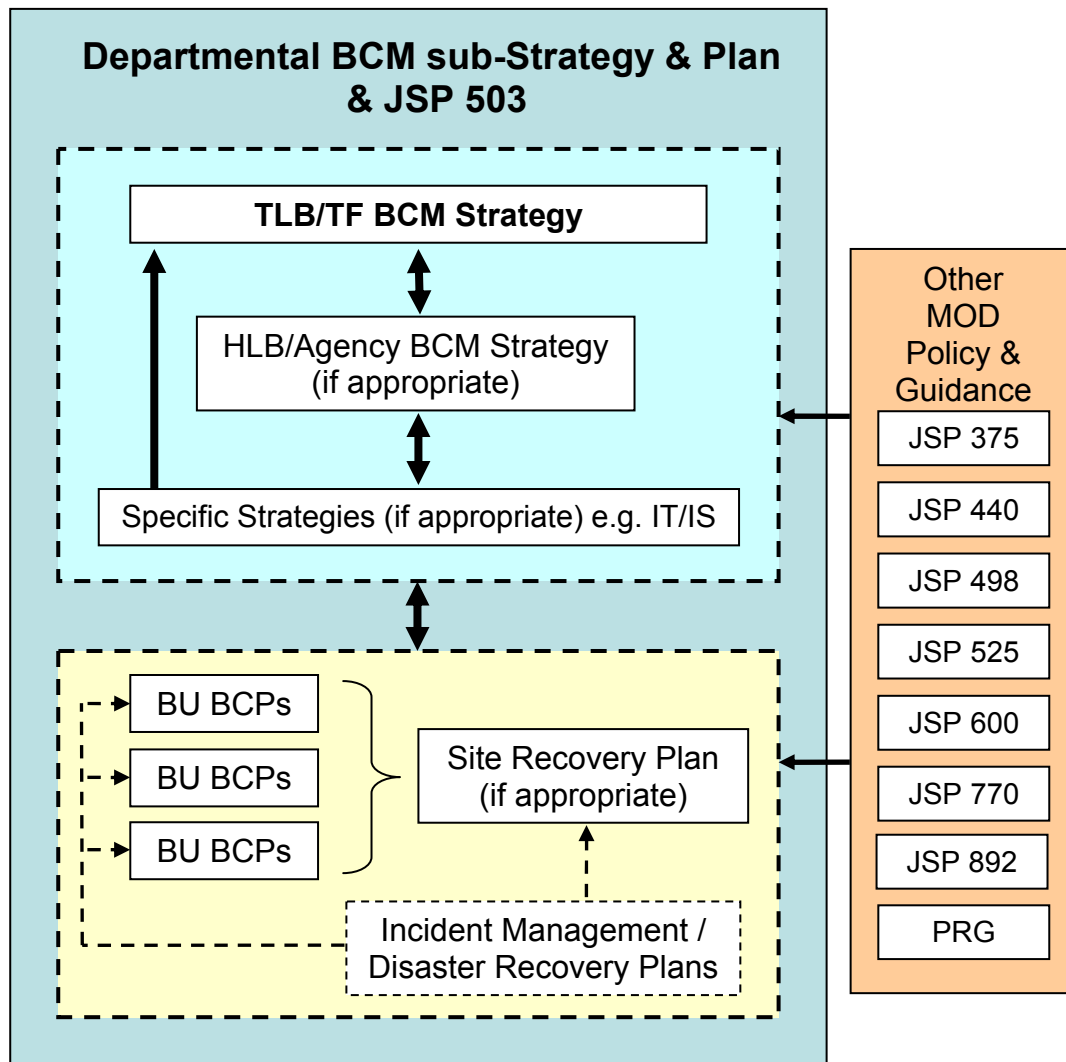 Departmental BCM sub-Strategy & Plan
& JSP 503
TLB/TF BCM Strategy
HLB/Agency BCM Strategy
(if appropriate)
Specific Strategies (if appropriate) e.g. IT/IS
BU BCPs
BU BCPs
BU BCPs
Site Recovery Plan
(if appropriate)
Incident Management /
Disaster Recovery Plans
Other
MOD
Policy &
Guidance
JSP 375
JSP 440
JSP 498
JSP 525
JSP 600
JSP 770
JSP 892
PRG